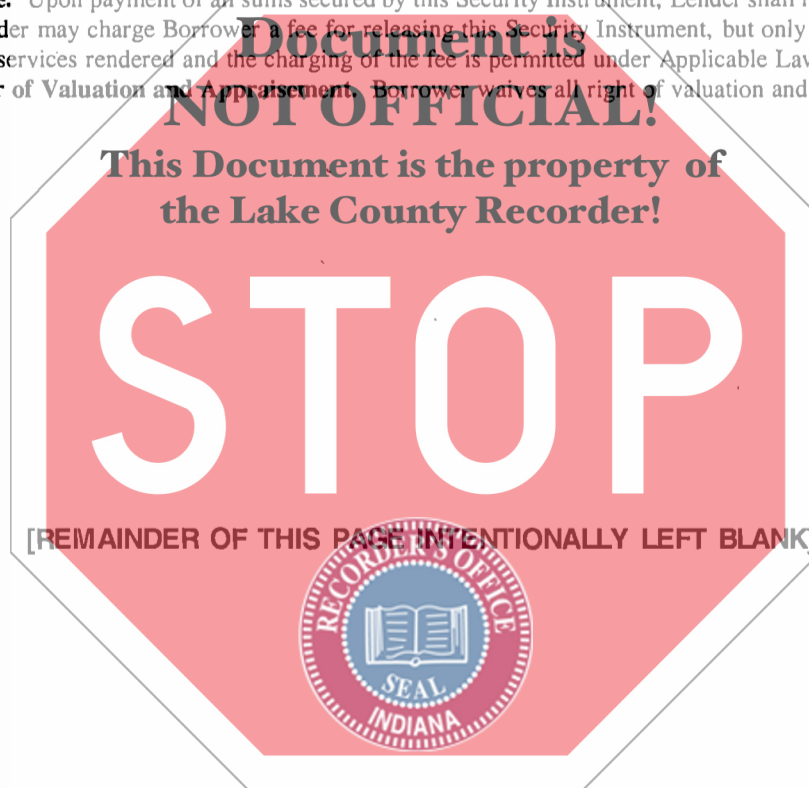 e. Upon payment of all sums secured by this Security Instrument, Lender shall
der may charge Borrower a fee for releasing this Security Instrument, but only
services rendered and the charging of the fee is permitted under Applicable Law
r of Valuation and Appraisement. Borrower waives all right of valuation and
Document is
NOT OFFICIAL!
This Document is the property of
the Lake County Recorder!
STOP
[REMAINDER OF THIS PAGE INTENTIONALLY LEFT BLANK]
RECORDER'S OFFICE
SEAL
INDIANA